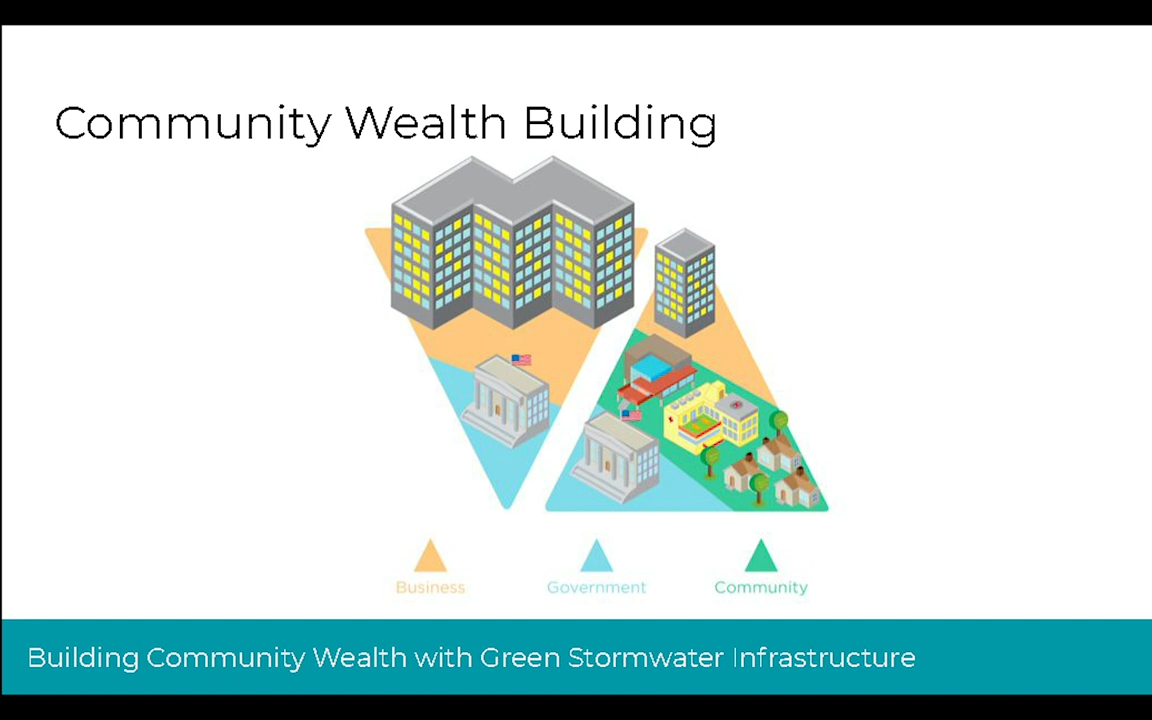 Community Wealth Building
Business
Government
Community
Building Community Wealth with Green Stormwater Infrastructure